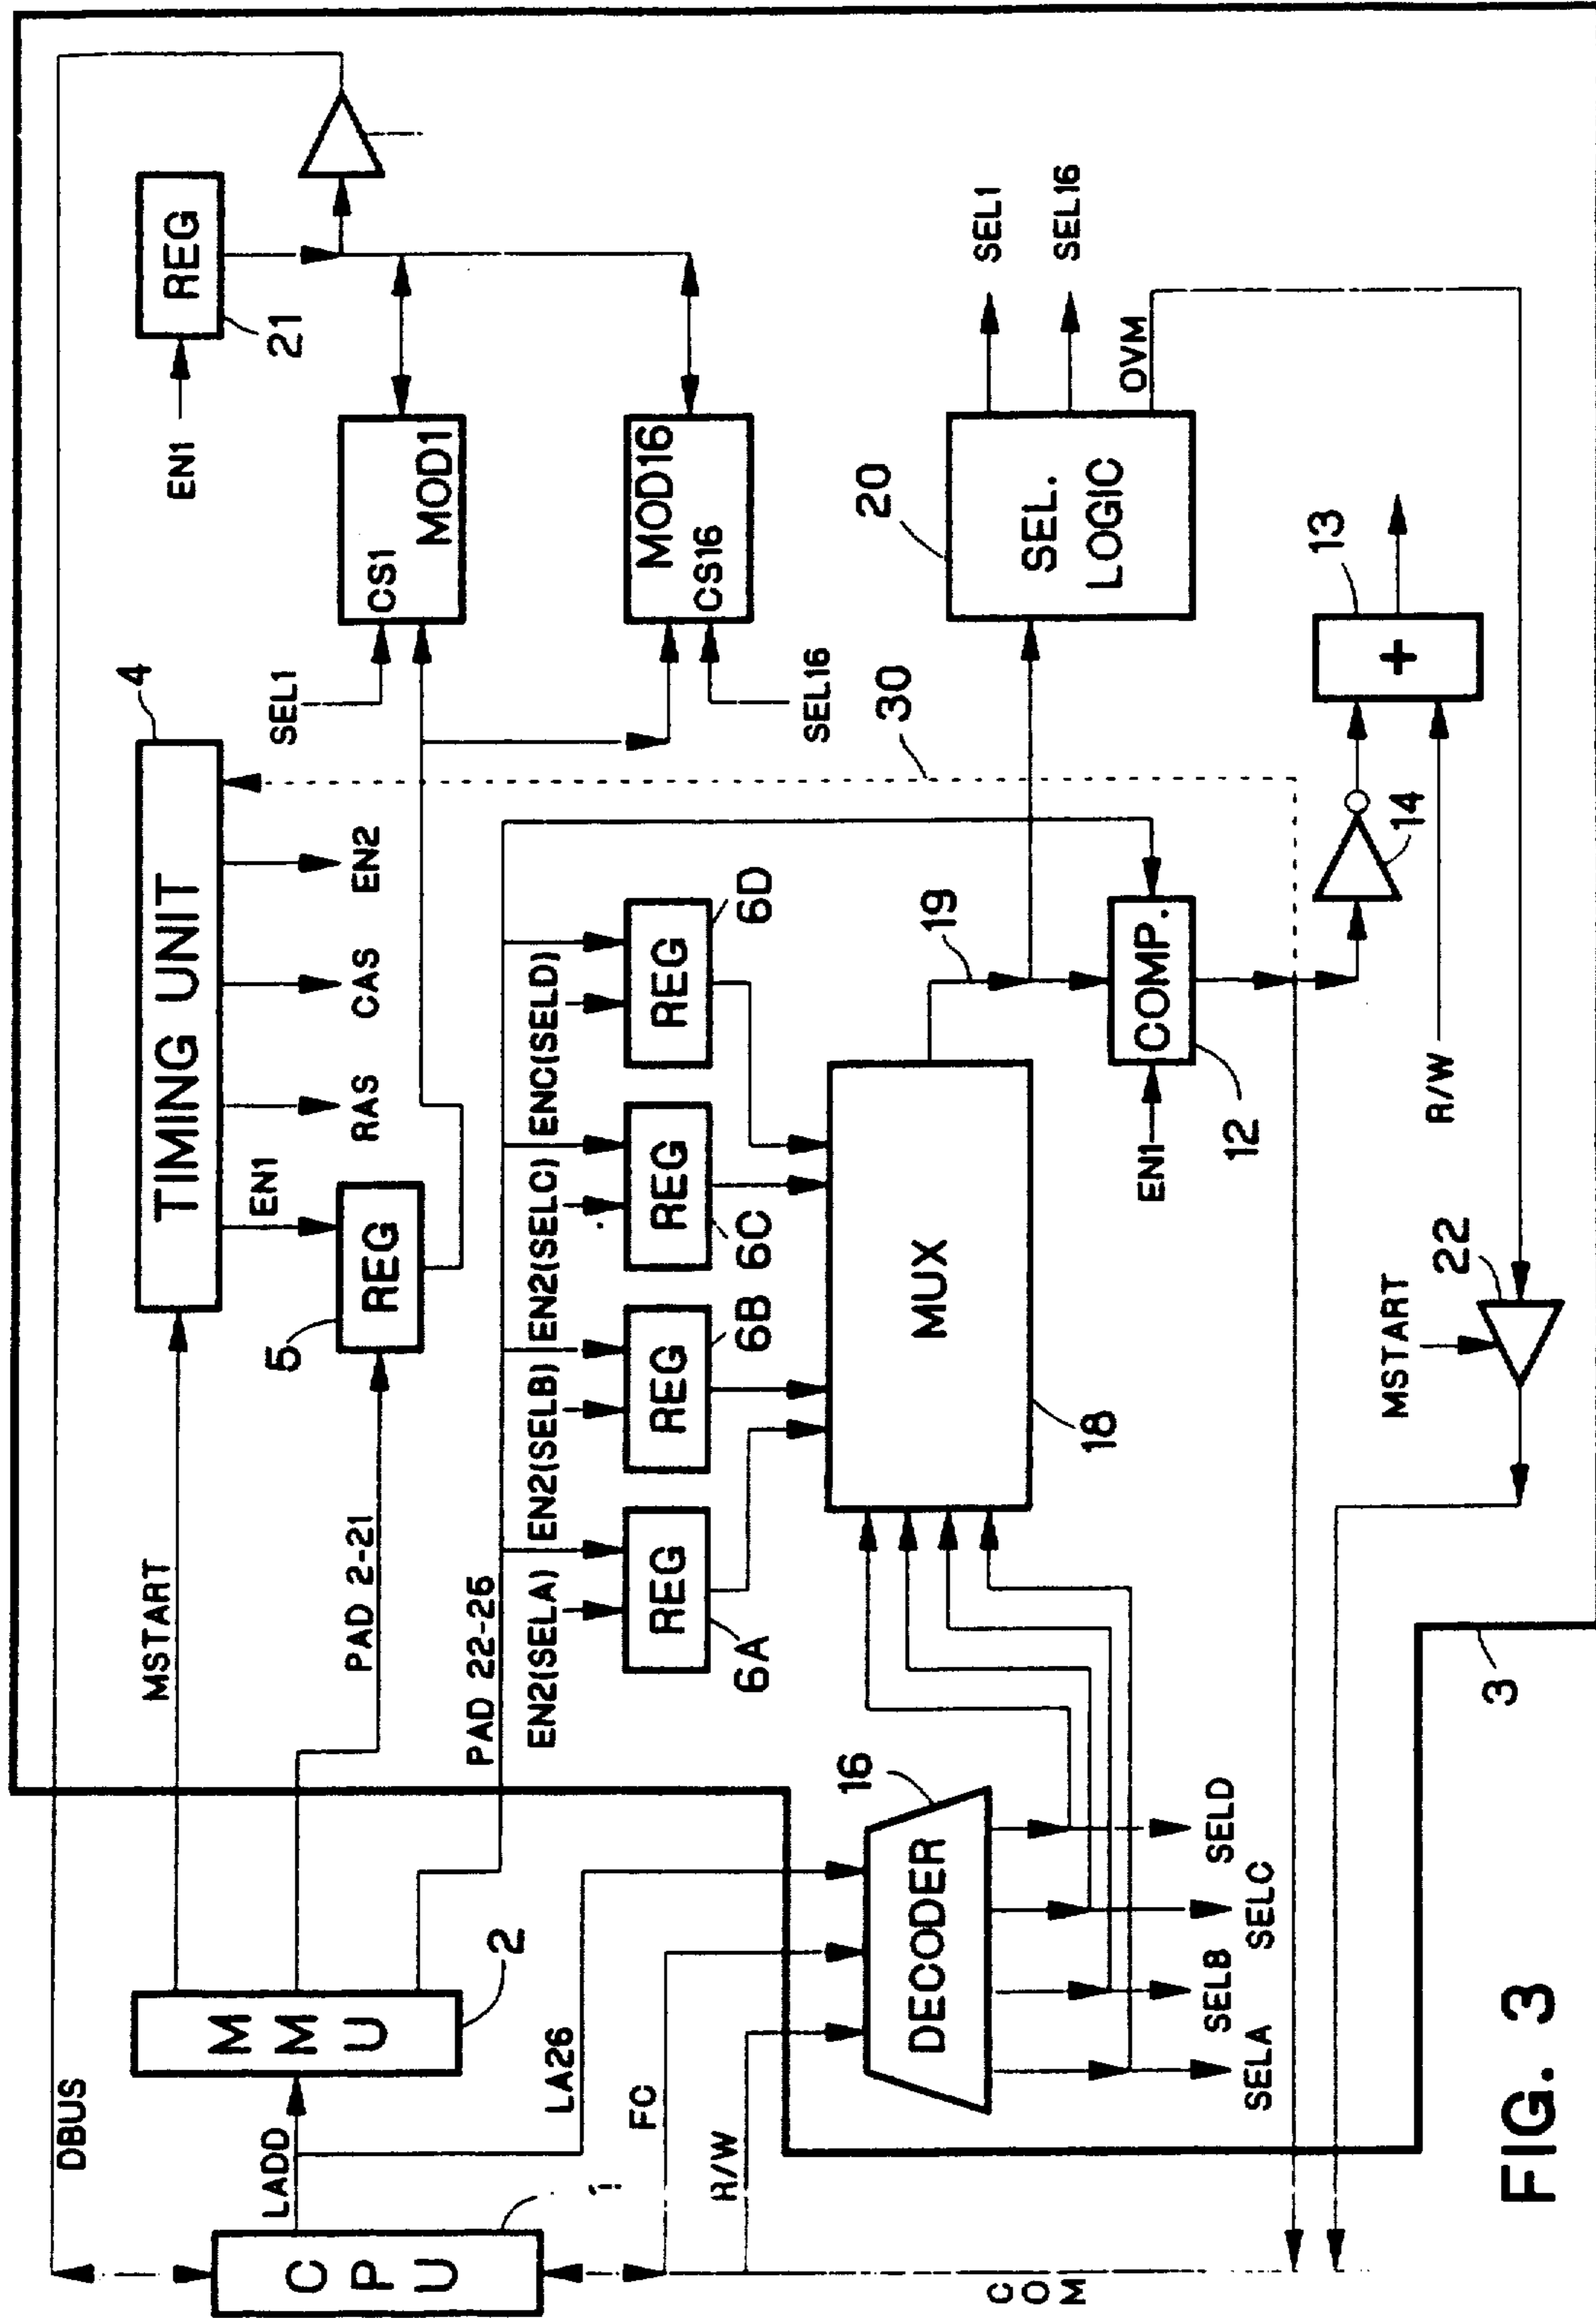 DBUS
CPU
1
LADD
MMU
2
LA26
FC
R/W
COM
MSTART
PAD 2-21
PAD 22-26
TIMING UNIT
4
EN1
RAS
CAS
EN2
REG
5
EN1
REG
21
SEL1
CS1
MOD1
MOD16
CS16
SEL16
EN2(SELA)
EN2(SELB)
EN2(SELC)
ENC(SELD)
REG
6A
REG
6B
REG
6C
REG
6D
DECODER
16
SELA
SELB
SELC
SELD
MUX
18
19
30
EN1
COMP.
12
SEL.
LOGIC
20
SEL1
SEL16
OVM
14
R/W
+
13
MSTART
22
3
FIG. 3